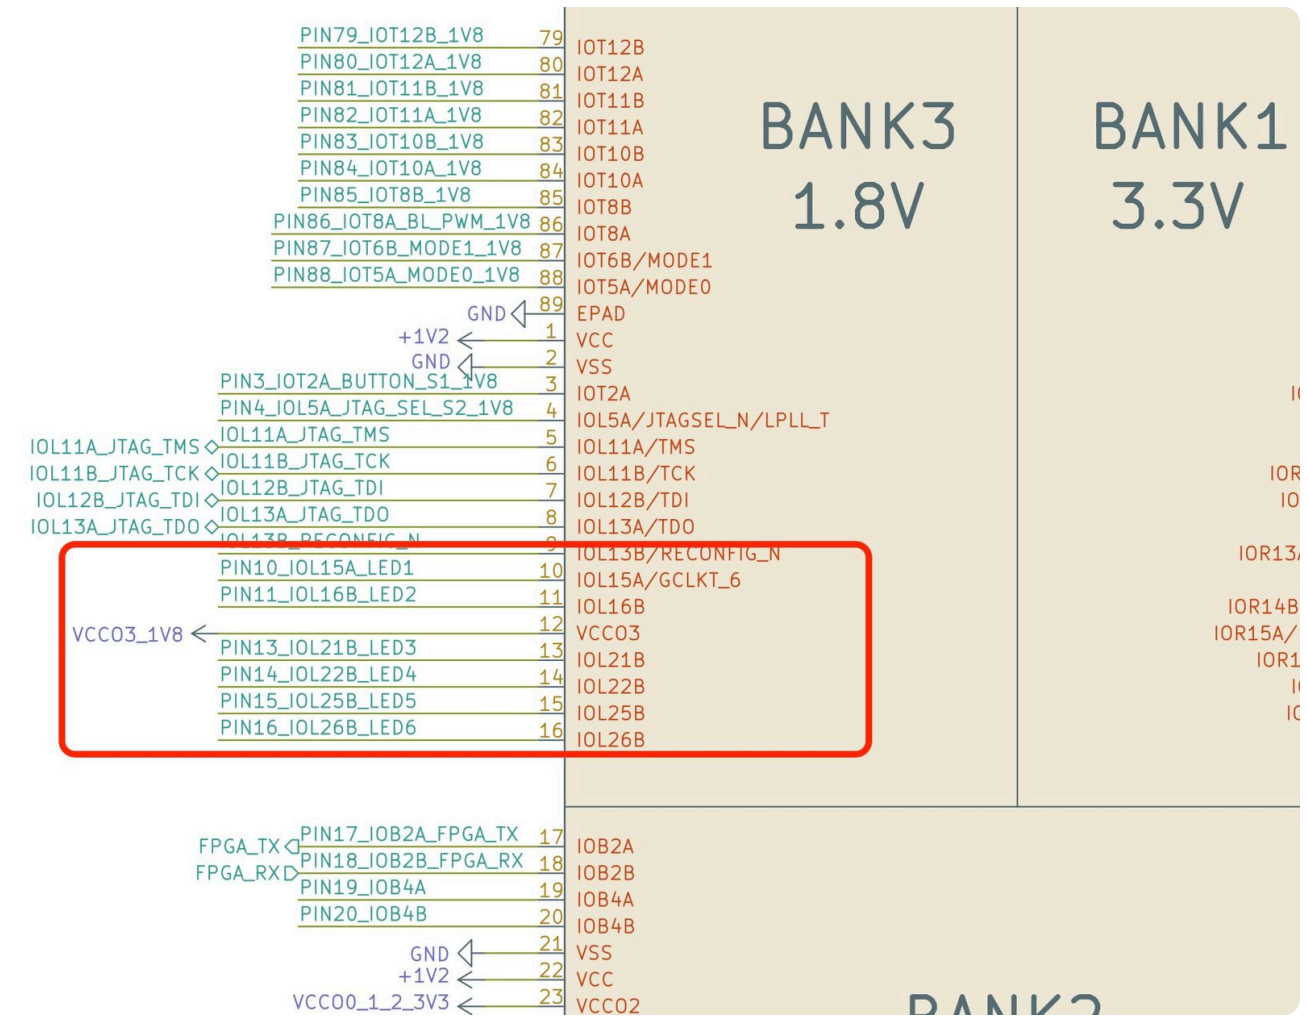 PIN79_IOT12B_1V8 79 IOT12B
PIN80_IOT12A_1V8 80 IOT12A
PIN81_IOT11B_1V8 81 IOT11B
PIN82_IOT11A_1V8 82 IOT11A
PIN83_IOT10B_1V8 83 IOT10B
PIN84_IOT10A_1V8 84 IOT10A
PIN85_IOT8B_1V8 85 IOT8B
PIN86_IOT8A_BL_PWM_1V8 86 IOT8A
PIN87_IOT6B_MODE1_1V8 87 IOT6B/MODE1
PIN88_IOT5A_MODE0_1V8 88 IOT5A/MODE0
GND 89 EPAD
+1V2 1 VCC
GND 2 VSS
PIN3_IOT2A_BUTTON_S1_1V8 3 IOT2A
PIN4_IOL5A_JTAG_SEL_S2_1V8 4 IOL5A/JTAGSEL_N/LPLL_T
IOL11A_JTAG_TMS IOL11A_JTAG_TMS 5 IOL11A/TMS
IOL11B_JTAG_TCK IOL11B_JTAG_TCK 6 IOL11B/TCK
IOL12B_JTAG_TDI IOL12B_JTAG_TDI 7 IOL12B/TDI
IOL13A_JTAG_TDO IOL13A_JTAG_TDO 8 IOL13A/TDO
IOL13B_RECONFIG_N 9 IOL13B/RECONFIG_N
PIN10_IOL15A_LED1 10 IOL15A/GCLKT_6
PIN11_IOL16B_LED2 11 IOL16B
VCCO3_1V8 12 VCCO3
PIN13_IOL21B_LED3 13 IOL21B
PIN14_IOL22B_LED4 14 IOL22B
PIN15_IOL25B_LED5 15 IOL25B
PIN16_IOL26B_LED6 16 IOL26B
BANK3
1.8V
BANK1
3.3V
IOR13A
IOR14B
IOR15A/
FPGA_TX PIN17_IOB2A_FPGA_TX 17 IOB2A
FPGA_RX PIN18_IOB2B_FPGA_RX 18 IOB2B
PIN19_IOB4A 19 IOB4A
PIN20_IOB4B 20 IOB4B
GND 21 VSS
+1V2 22 VCC
VCCO0_1_2_3V3 23 VCCO2
BANK2